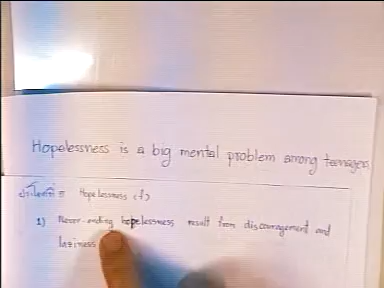 Hopelessness is a big mental problem among teenagers
Hopelessness (n)
1) Never-ending hopelessness result from discouragement and
laziness